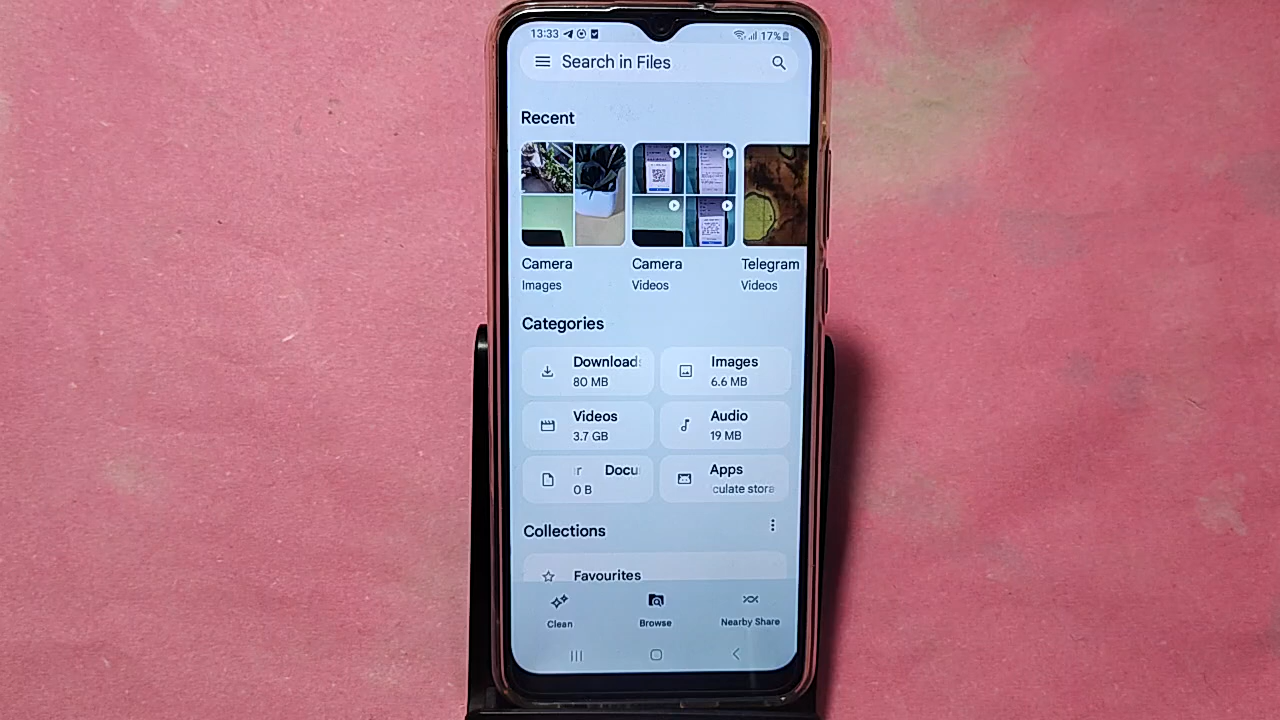 13:33 17%
Search in Files
Recent
Camera Camera Telegram
Images Videos Videos
Categories
Download Images
80 MB 6.6 MB
Videos Audio
3.7 GB 19 MB
r Docu Apps
0 B culate stora
Collections
Favourites
Clean Browse Nearby Share